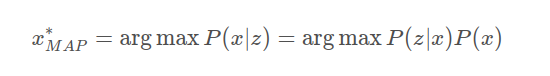 x*_{MAP} = arg max P(x|z) = arg max P(z|x)P(x)